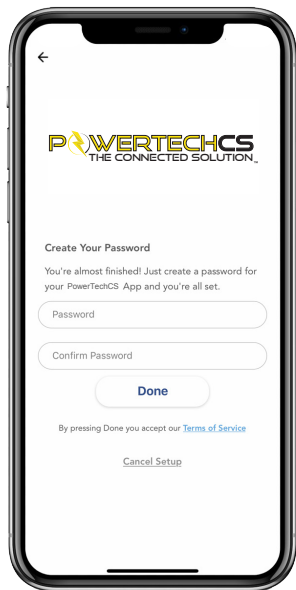 POWERTECHCS
THE CONNECTED SOLUTION™
Create Your Password
You're almost finished! Just create a password for
your PowerTechCS App and you're all set.
Password
Confirm Password
Done
By pressing Done you accept our Terms of Service
Cancel Setup